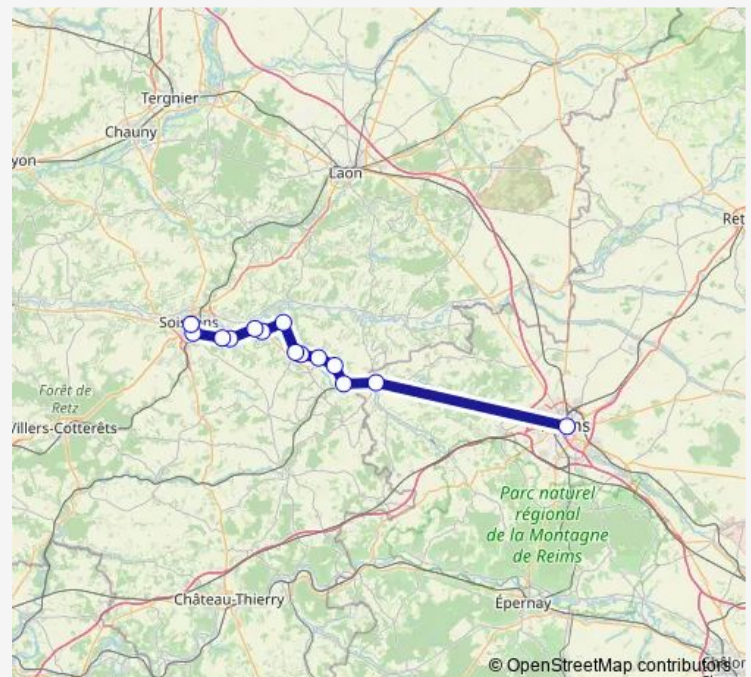 Tergnier
Chauny
yon
Laon
Ret
Soissons
Forêt de
Retz
Villers-Cotterêts
Parc naturel
régional
de la Montagne
de Reims
Château-Thierry
Épernay
© OpenStreetMap contributors